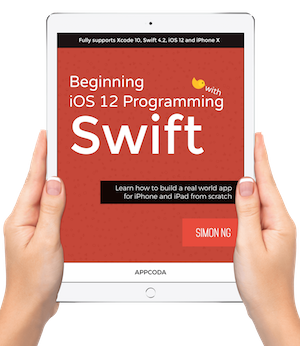 Fully supports Xcode 10, Swift 4.2, iOS 12 and iPhone X
Beginning
iOS 12 Programming
with
Swift
Learn how to build a real world app
for iPhone and iPad from scratch
SIMON NG
APPCODA